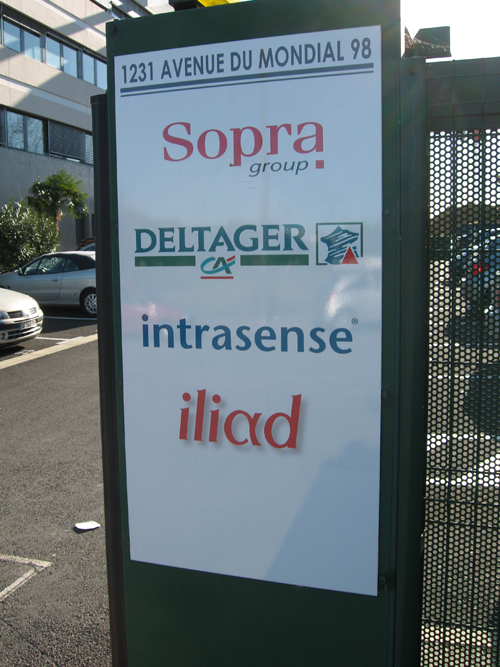 1231 AVENUE DU MONDIAL 98
Sopra
group
DELTAGER
CA
intrasense®
iliad